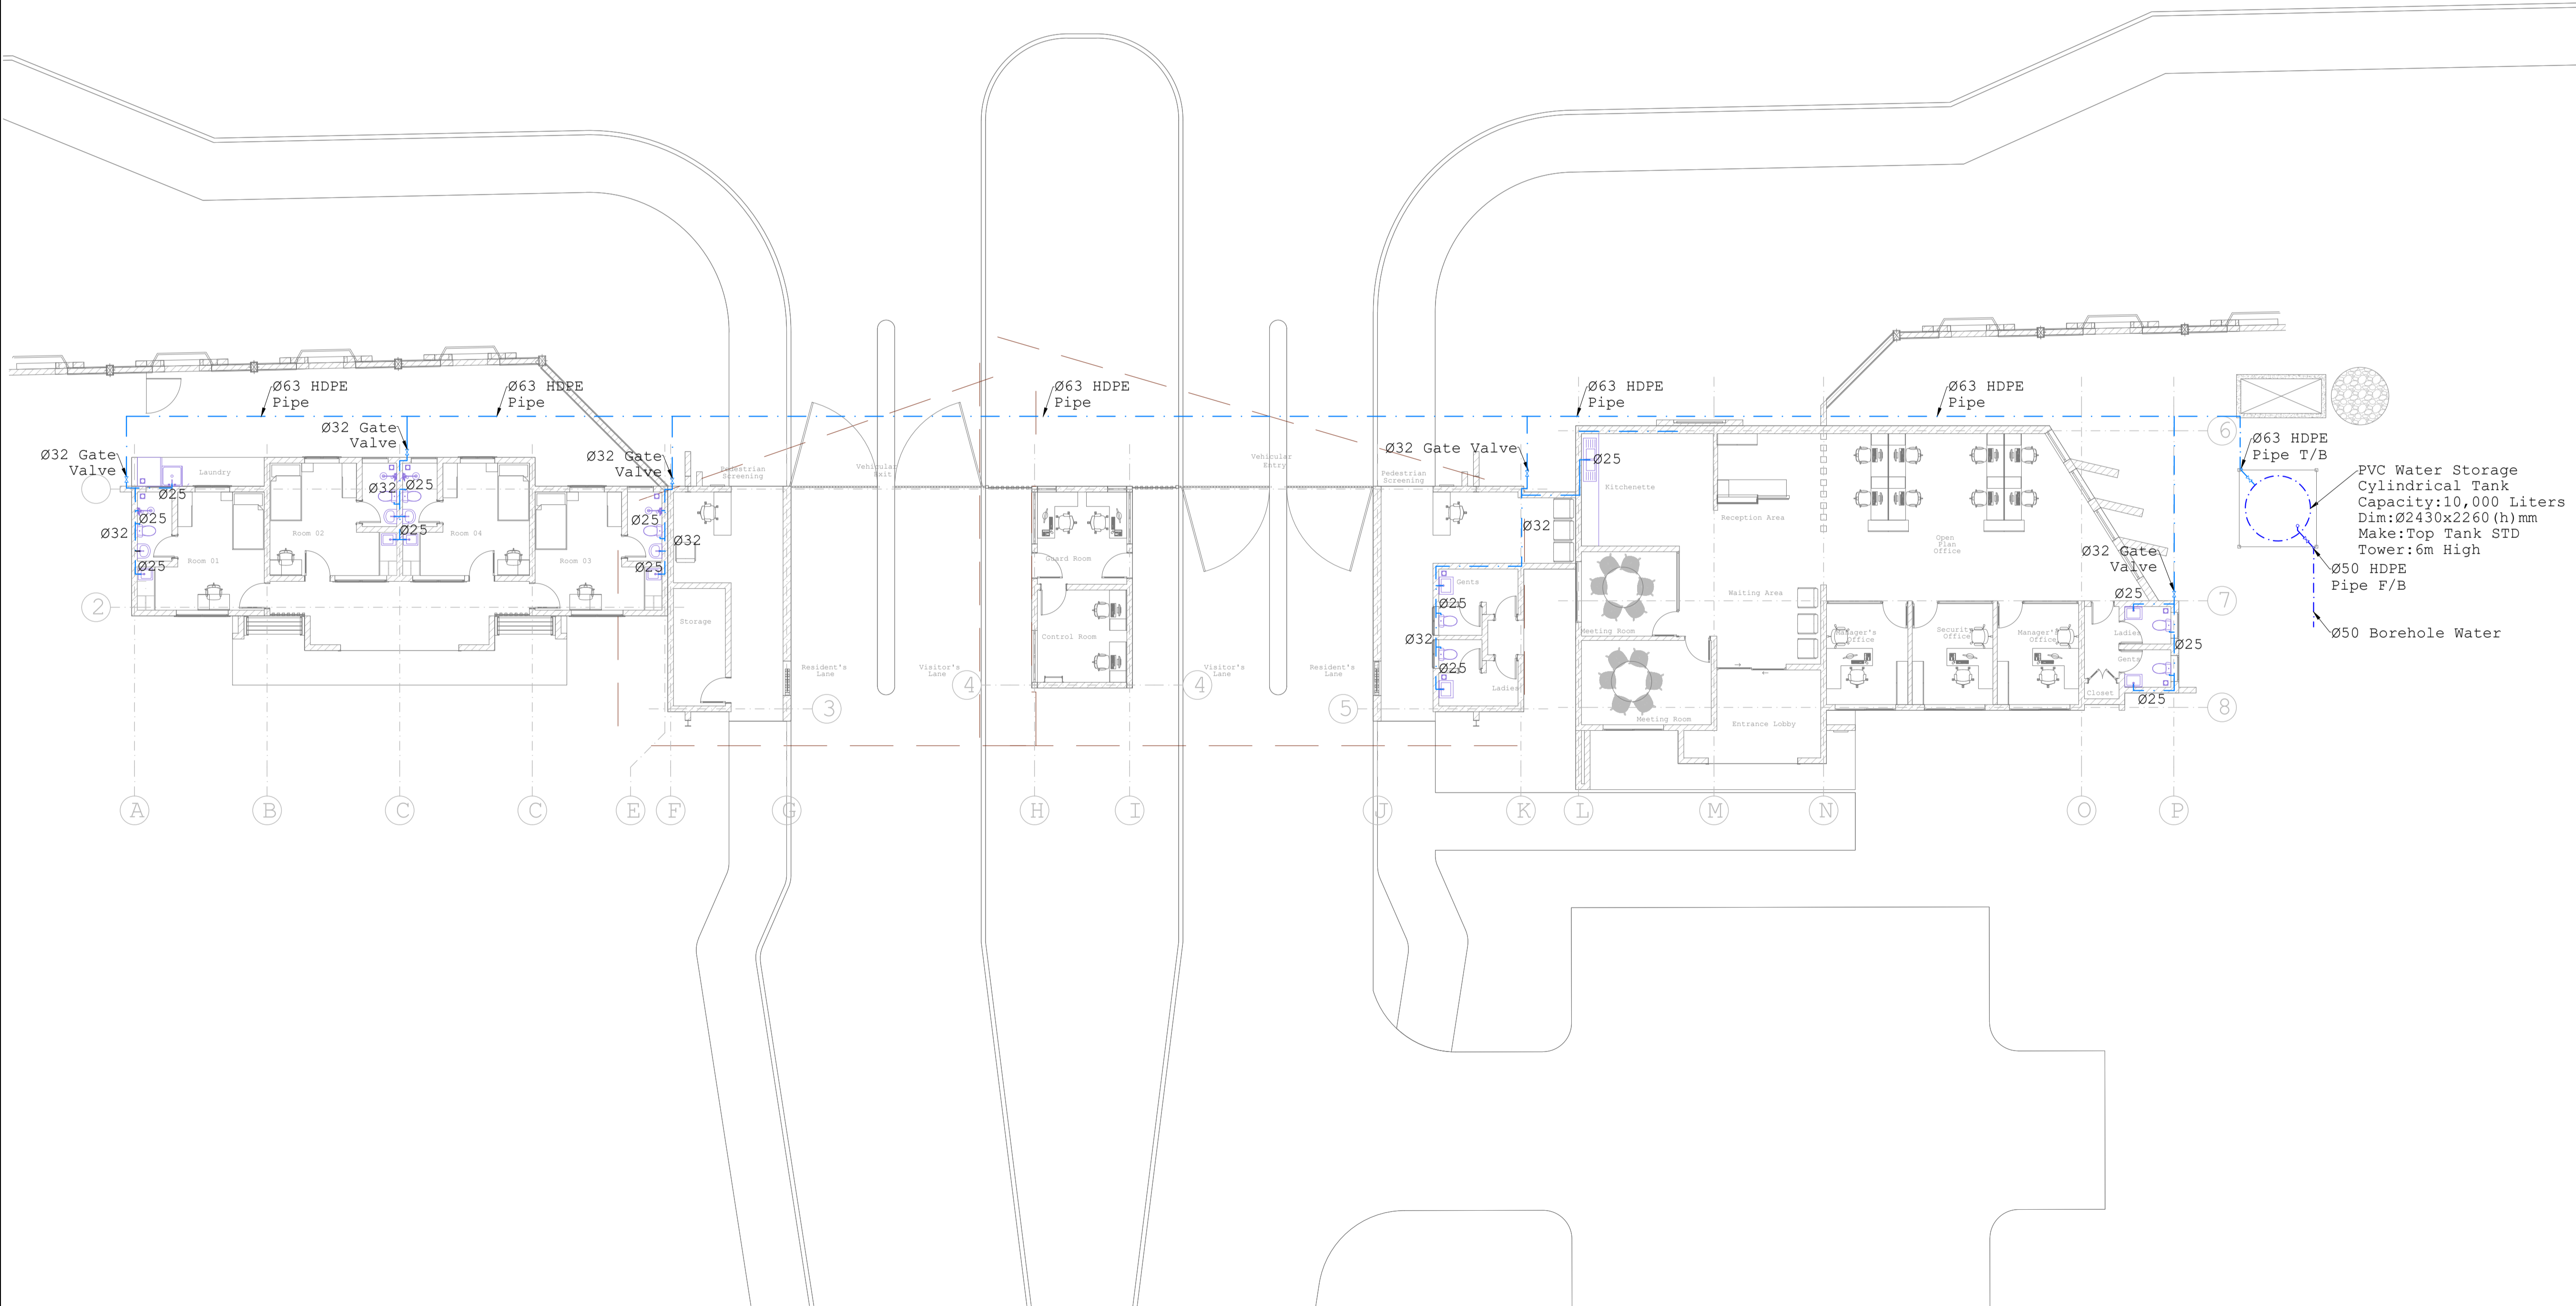 Ø63 HDPE
Pipe
Ø63 HDPE
Pipe
Ø63 HDPE
Pipe
Ø63 HDPE
Pipe
Ø63 HDPE
Pipe
Ø32 Gate
Valve
Ø32 Gate
Valve
Ø32 Gate
Valve
Ø32 Gate Valve
6
Ø63 HDPE
Pipe T/B
PVC Water Storage
Cylindrical Tank
Capacity:10,000 Liters
Dim:Ø2430x2260(h)mm
Make:Top Tank STD
Tower:6m High
Ø50 HDPE
Pipe F/B
Ø50 Borehole Water
Laundry
Pedestrian
Screening
Vehicular
Exit
Vehicular
Entry
Pedestrian
Screening
Kitchenette
Ø25
Reception Area
Open
Plan
Office
Ø32 Gate
Valve
Ø25
Ø32
Ø25
Ø25
Ø25
Ø32
Ø25
Ø32
Ø32
Room 01
Room 02
Room 04
Room 03
Ø25
Ø25
Guard Room
Gents
Waiting Area
Ø25
7
2
Storage
Control Room
Ø25
Ø32
Ø25
Ladies
Meeting Room
Meeting Room
Manager's
Office
Security
Office
Manager's
Office
Ladies
Gents
Closet
Ø25
Ø25
Resident's
Lane
Visitor's
Lane
Visitor's
Lane
Resident's
Lane
4
4
3
5
Entrance Lobby
8
A
B
C
C
E
F
G
H
I
J
K
L
M
N
O
P